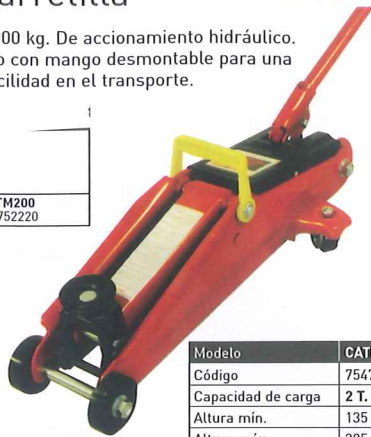 00 kg. De accionamiento hidráulico.
o con mango desmontable para una
cilidad en el transporte.
TM200
752220
Modelo CAT
Código 7547
Capacidad de carga 2 T.
Altura mín. 135